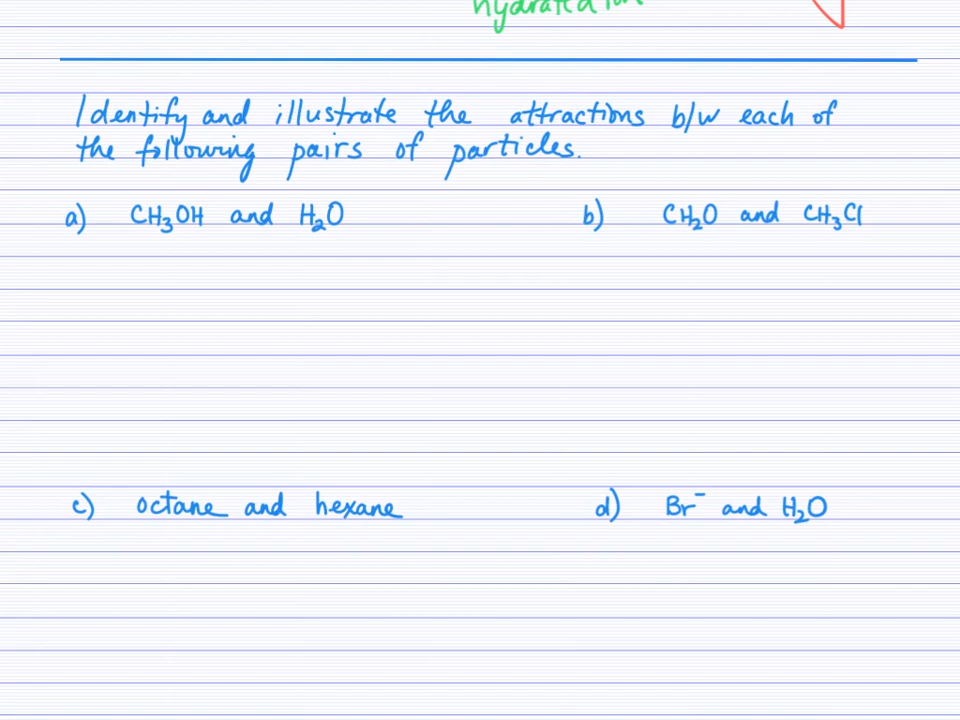 Identify and illustrate the attractions b/w each of
the following pairs of particles.
a) CH₃OH and H₂O
b) CH₂O and CH₃Cl
c) octane and hexane
d) Br⁻ and H₂O